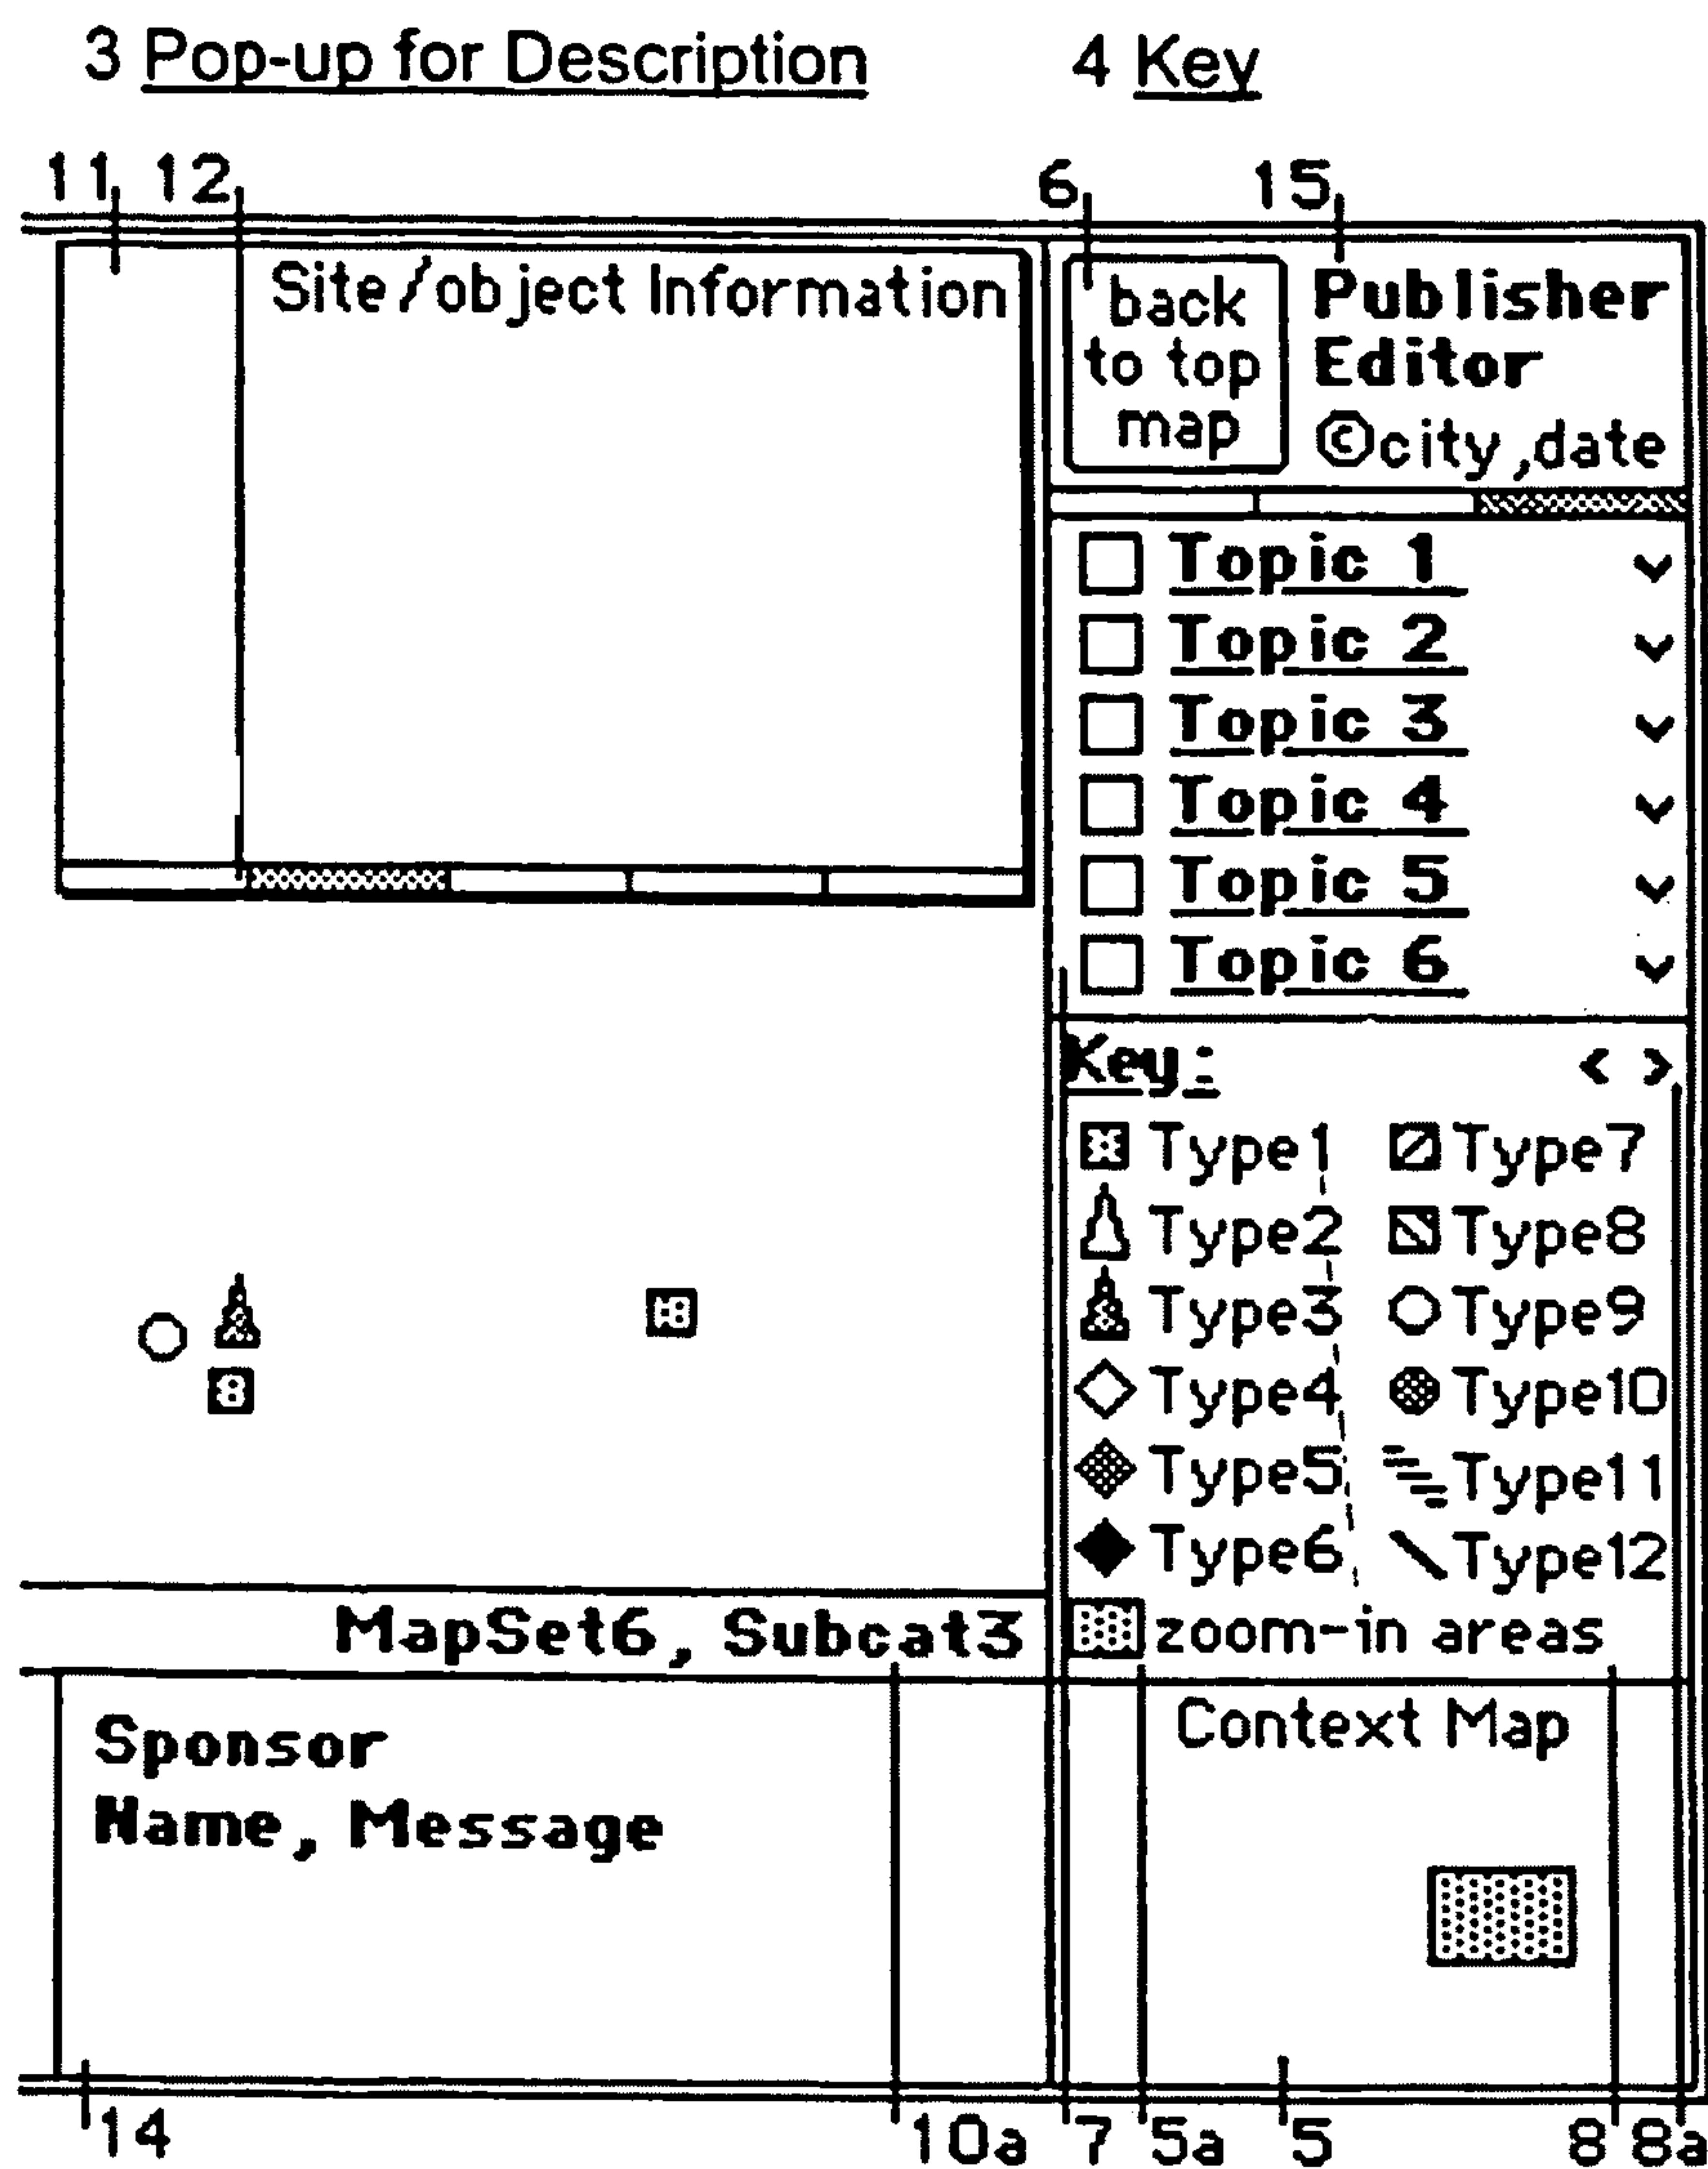 3 Pop-up for Description
4 Key
11 12
6 15
Site/object Information
back
to top
map
Publisher
Editor
©city,date
Topic 1
Topic 2
Topic 3
Topic 4
Topic 5
Topic 6
Key: < >
Type1 Type7
Type2 Type8
Type3 Type9
Type4 Type10
Type5 Type11
Type6 Type12
zoom-in areas
8
MapSet6, Subcat3
Sponsor
Name, Message
Context Map
14 10a 7 5a 5 8 8a